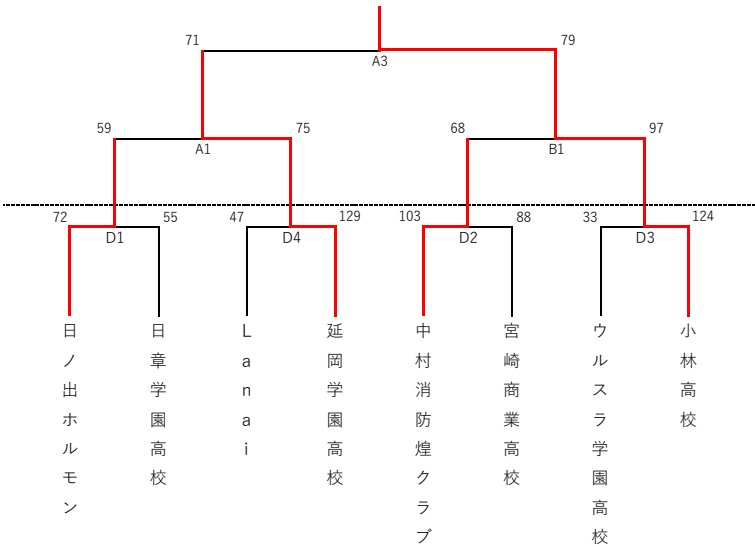 71
79
A3
59
75
68
97
A1
B1
72
55
47
129
103
88
33
124
D1
D4
D2
D3
日ノ出ホルモン
日章学園高校
Lanai
延岡学園高校
中村消防煌クラブ
宮崎商業高校
ウルスラ学園高校
小林高校